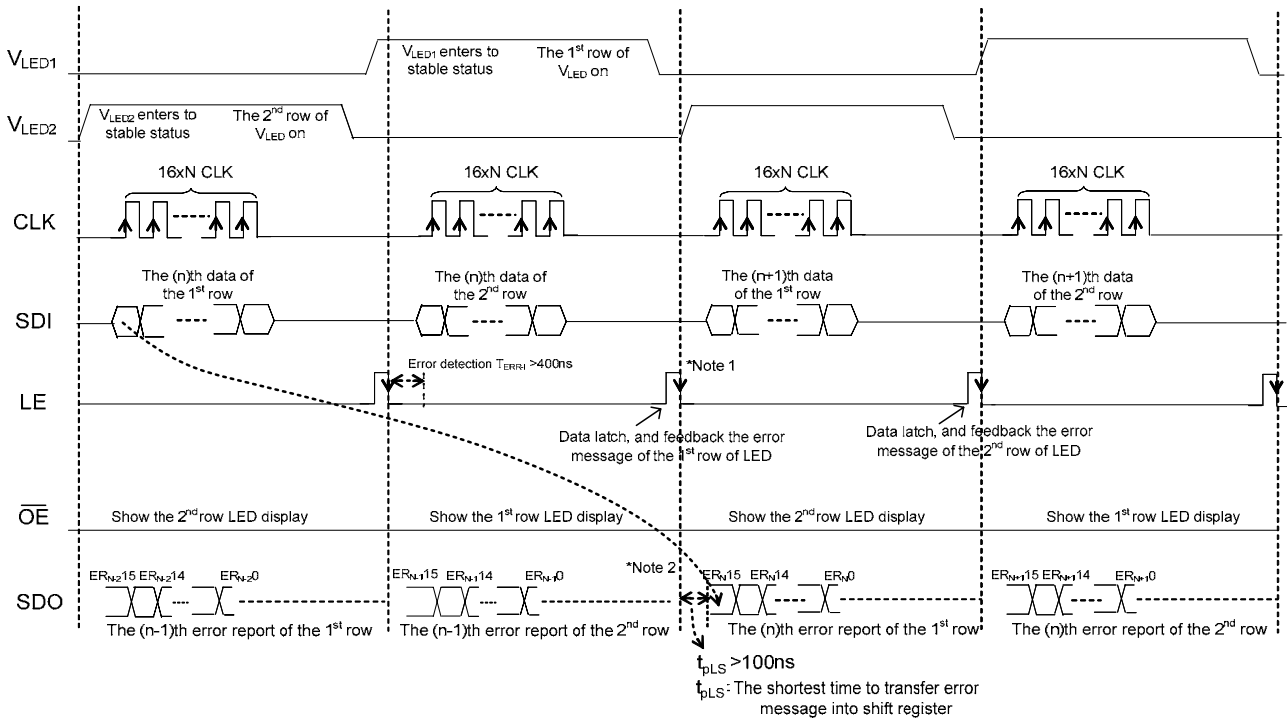 VLED1
VLED1 enters to
stable status
The 1st row of
VLED on
VLED2
VLED2 enters to
stable status
The 2nd row of
VLED on
CLK
16xN CLK
16xN CLK
16xN CLK
16xN CLK
SDI
The (n)th data of
the 1st row
The (n)th data of
the 2nd row
The (n+1)th data
of the 1st row
The (n+1)th data
of the 2nd row
LE
Error detection TERR-I >400ns
*Note 1
Data latch, and feedback the error
message of the 1st row of LED
Data latch, and feedback the error
message of the 2nd row of LED
OE
Show the 2nd row LED display
Show the 1st row LED display
Show the 2nd row LED display
Show the 1st row LED display
SDO
ERN-215 ERN-214 ERN-20
ERN-115 ERN-114 ERN-10
*Note 2
ERN15 ERN14 ERN0
ERN+115 ERN+114 ERN+10
The (n-1)th error report of the 1st row
The (n-1)th error report of the 2nd row
The (n)th error report of the 1st row
The (n)th error report of the 2nd row
tpLS >100ns
tpLS: The shortest time to transfer error
message into shift register